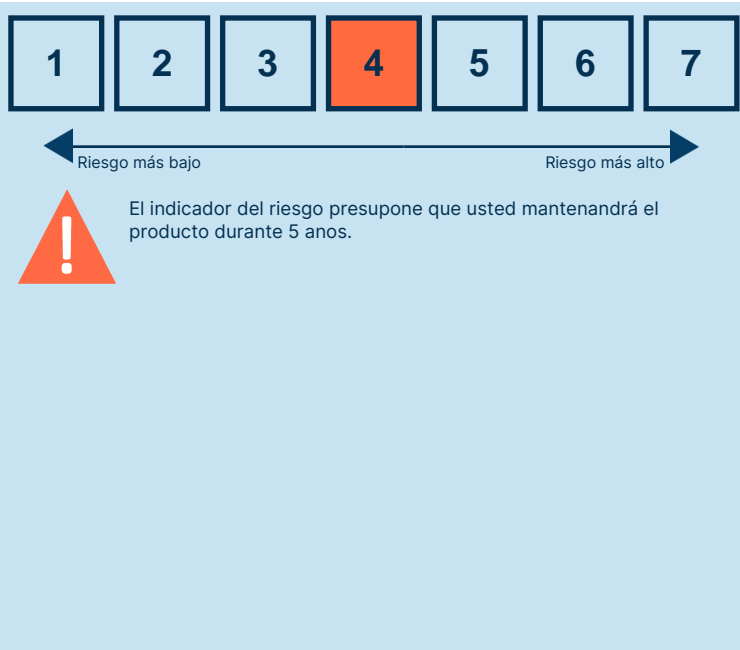 1 2 3 4 5 6 7
Riesgo más bajo Riesgo más alto
!
El indicador del riesgo presupone que usted mantenandrá el
producto durante 5 anos.